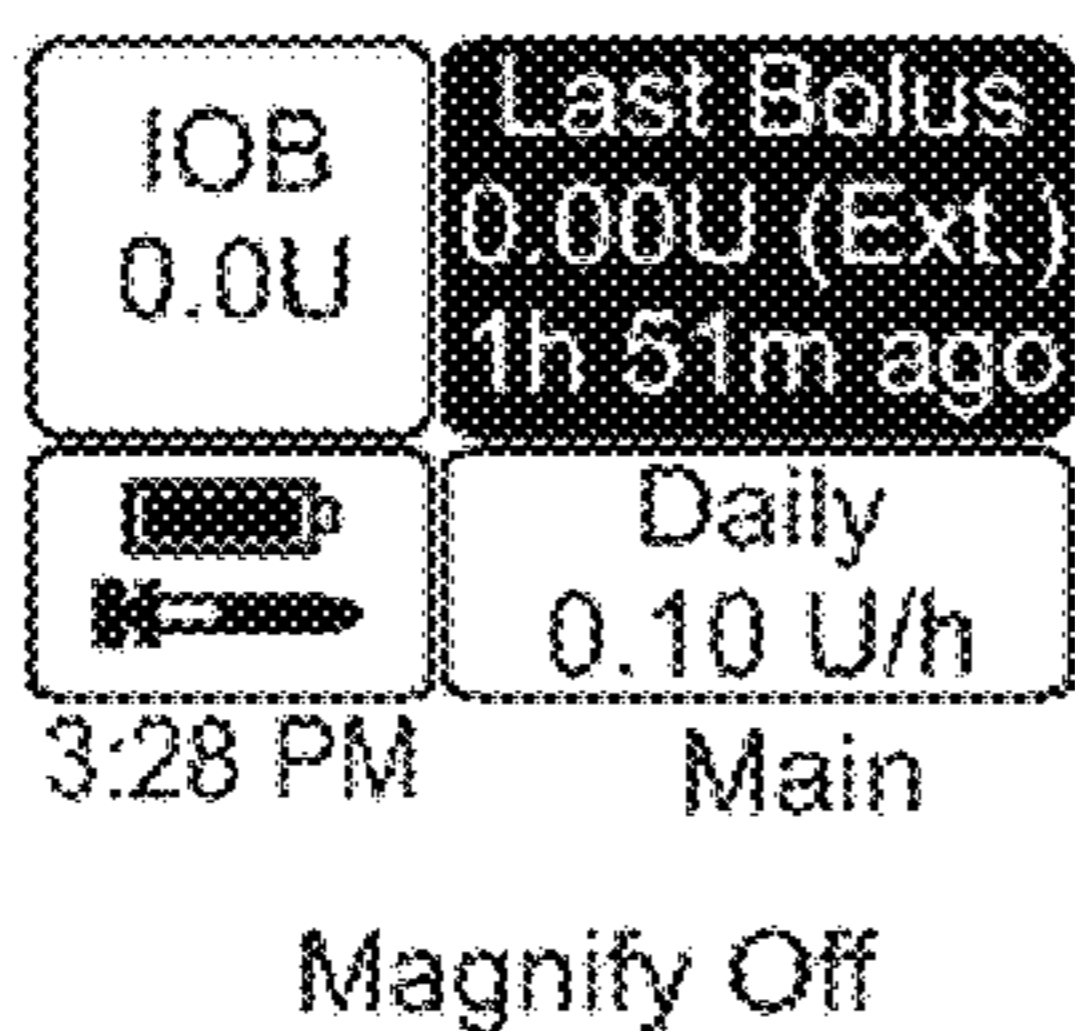 IOB
0.0U
Last Bolus
0.00U (Ext.)
1h 51m ago
Daily
0.10 U/h
3:28 PM
Main
Magnify Off